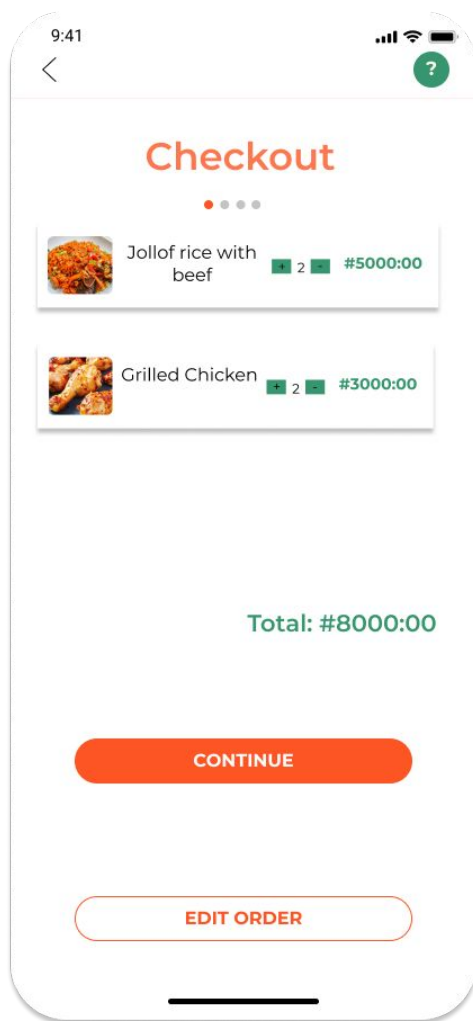 9:41
?
Checkout
Jollof rice with
beef
+ 2 - #5000:00
Grilled Chicken
+ 2 - #3000:00
Total: #8000:00
CONTINUE
EDIT ORDER